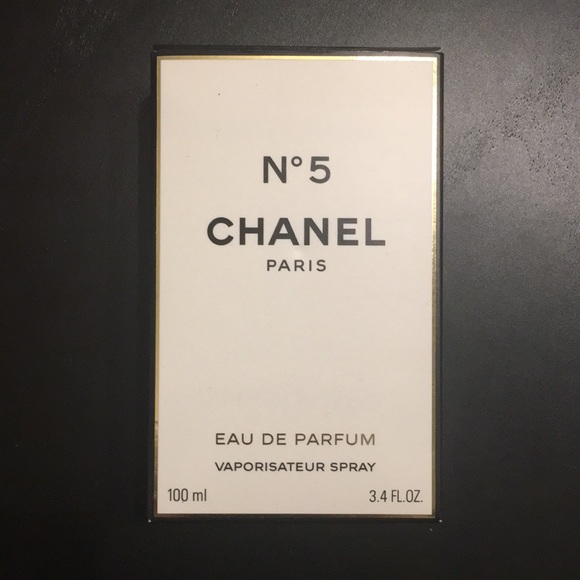 N°5
CHANEL
PARIS
EAU DE PARFUM
VAPORISATEUR SPRAY
100 ml 3.4 FL.OZ.